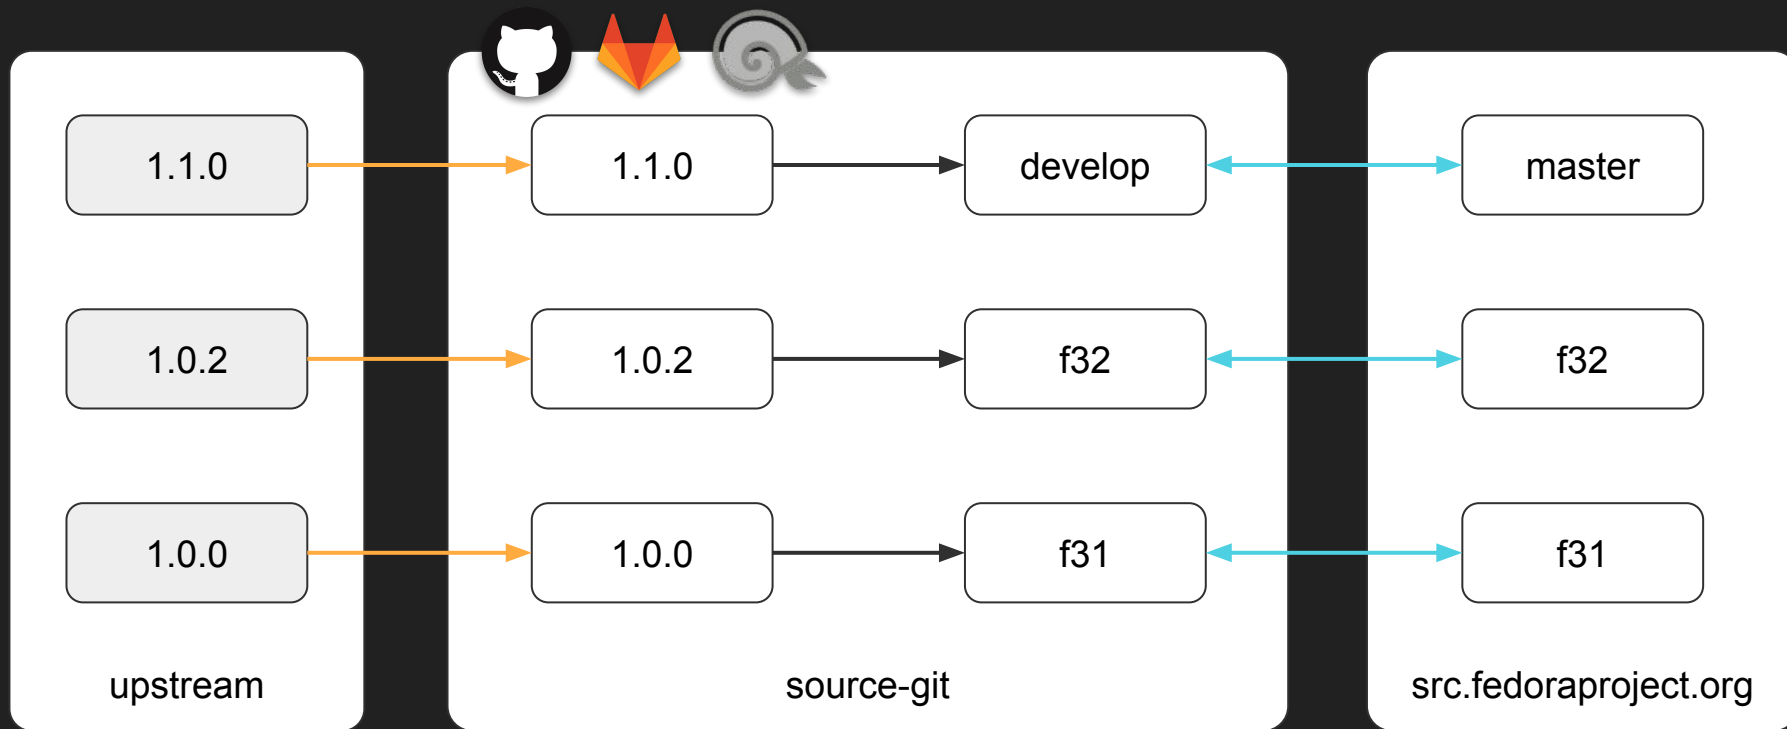 1.1.0
1.1.0
develop
master
1.0.2
1.0.2
f32
f32
1.0.0
1.0.0
f31
f31
upstream
source-git
src.fedoraproject.org